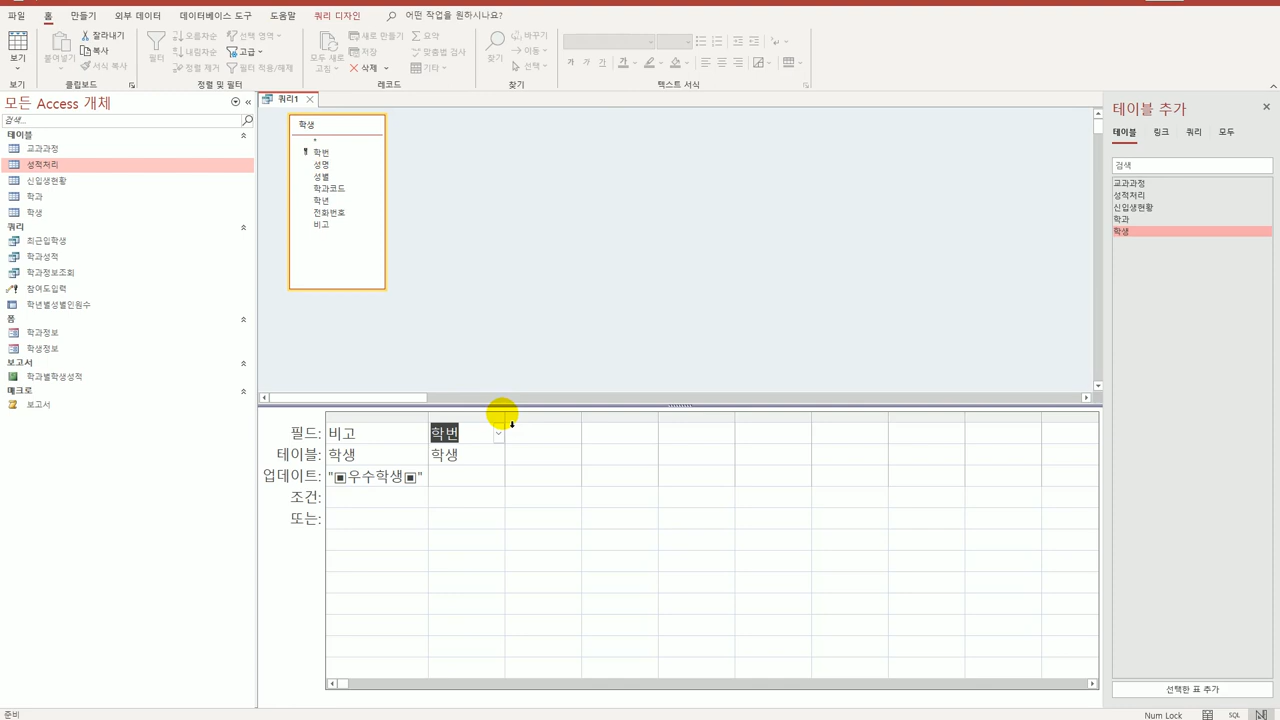 파일 홈 만들기 외부 데이터 데이터베이스 도구 도움말 쿼리 디자인 어떤 작업을 원하시나요?
잘라내기 오름차순 선택 영역 새로 만들기 요약 바꾸기
복사 내림차순 고급 저장 맞춤법 검사 이동
보기 붙여넣기 서식 복사 필터 정렬 제거 필터 적용/해제 모두 새로 고침 삭제 기타 찾기 선택
가 가 가 가
보기 클립보드 정렬 및 필터 레코드 찾기 텍스트 서식
모든 Access 개체
검색...
테이블
교과과정
성적처리
신입생현황
학과
학생
쿼리
최근입학생
학과성적
학과정보조회
참여도입력
학년별성별인원수
폼
학과정보
학생정보
보고서
학과별학생성적
매크로
보고서
쿼리1
학생
*
학번
성명
성별
학과코드
학년
전화번호
비고
필드: 비고 학번
테이블: 학생 학생
업데이트: "▣우수학생▣"
조건:
또는:
테이블 추가
테이블 링크 쿼리 모두
검색
교과과정
성적처리
신입생현황
학과
학생
선택한 표 추가
준비 Num Lock SQL